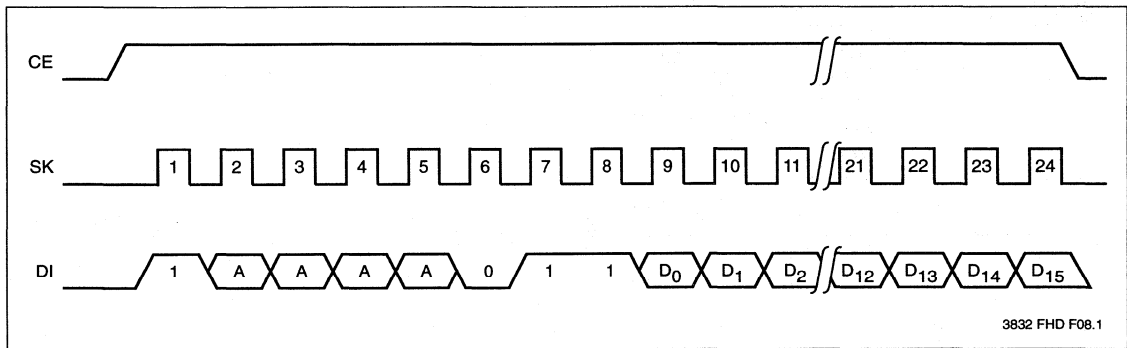 CE
SK 1 2 3 4 5 6 7 8 9 10 11 21 22 23 24
DI 1 A A A A 0 1 1 D0 D1 D2 D12 D13 D14 D15
3832 FHD F08.1